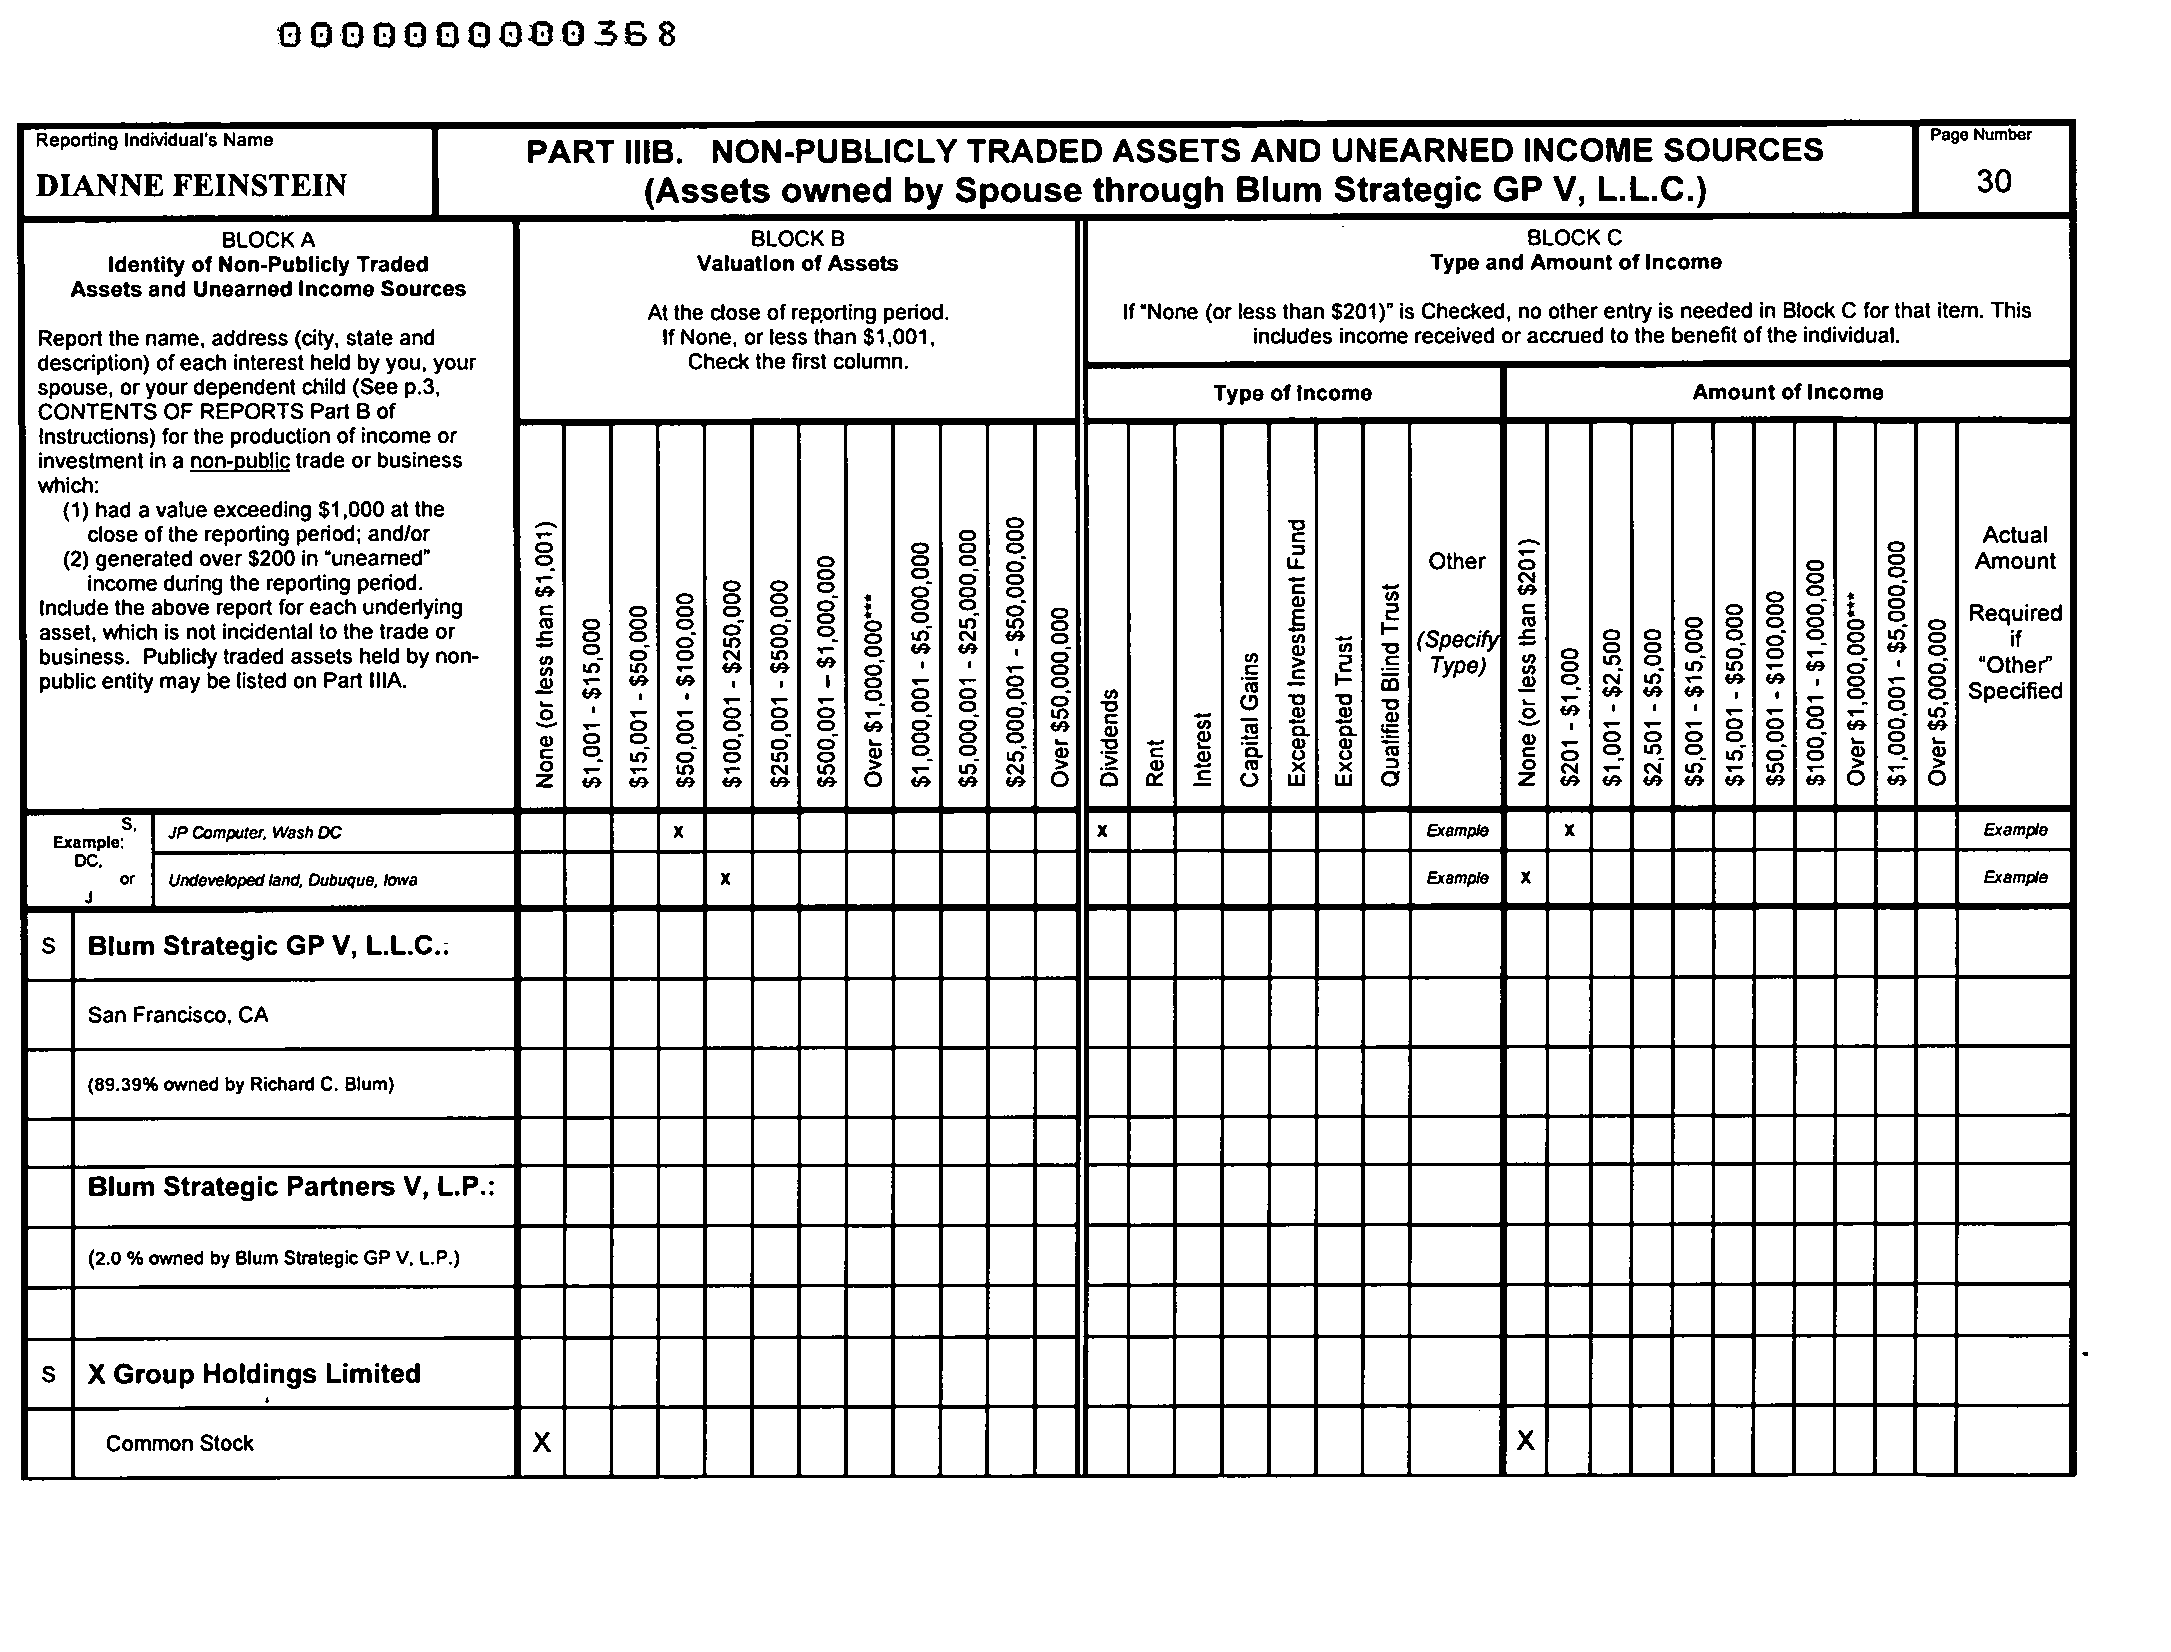 0000000000368
Reporting Individual's Name
DIANNE FEINSTEIN
PART IIIB. NON-PUBLICLY TRADED ASSETS AND UNEARNED INCOME SOURCES
(Assets owned by Spouse through Blum Strategic GP V, L.L.C.)
Page Number
30
BLOCK A
Identity of Non-Publicly Traded
Assets and Unearned Income Sources
Report the name, address (city, state and
description) of each interest held by you, your
spouse, or your dependent child (See p.3,
CONTENTS OF REPORTS Part B of
Instructions) for the production of income or
investment in a non-public trade or business
which:
(1) had a value exceeding $1,000 at the
close of the reporting period; and/or
(2) generated over $200 in "unearned"
income during the reporting period.
Include the above report for each underlying
asset, which is not incidental to the trade or
business. Publicly traded assets held by non-
public entity may be listed on Part IIIA.
BLOCK B
Valuation of Assets
At the close of reporting period.
If None, or less than $1,001,
Check the first column.
None (or less than $1,001)
$1,001 - $15,000
$15,001 - $50,000
$50,001 - $100,000
$100,001 - $250,000
$250,001 - $500,000
$500,001 – $1,000,000
Over $1,000,000***
$1,000,001 - $5,000,000
$5,000,001 - $25,000,000
$25,000,001 - $50,000,000
Over $50,000,000
BLOCK C
Type and Amount of Income
If "None (or less than $201)" is Checked, no other entry is needed in Block C for that item. This
includes income received or accrued to the benefit of the individual.
Type of Income
Dividends
Rent
Interest
Capital Gains
Excepted Investment Fund
Excepted Trust
Qualified Blind Trust
Other
(Specify
Type)
Amount of Income
None (or less than $201)
$201 - $1,000
$1,001 - $2,500
$2,501 - $5,000
$5,001 - $15,000
$15,001 - $50,000
$50,001 - $100,000
$100,001 - $1,000,000
Over $1,000,000***
$1,000,001 - $5,000,000
Over $5,000,000
Actual
Amount
Required
if
"Other"
Specified
S,
Example:
DC,
or
J
JP Computer, Wash DC X X Example X Example
Undeveloped land, Dubuque, Iowa X Example X Example
S Blum Strategic GP V, L.L.C.:
San Francisco, CA
(89.39% owned by Richard C. Blum)
Blum Strategic Partners V, L.P.:
(2.0 % owned by Blum Strategic GP V, L.P.)
S X Group Holdings Limited
Common Stock X X